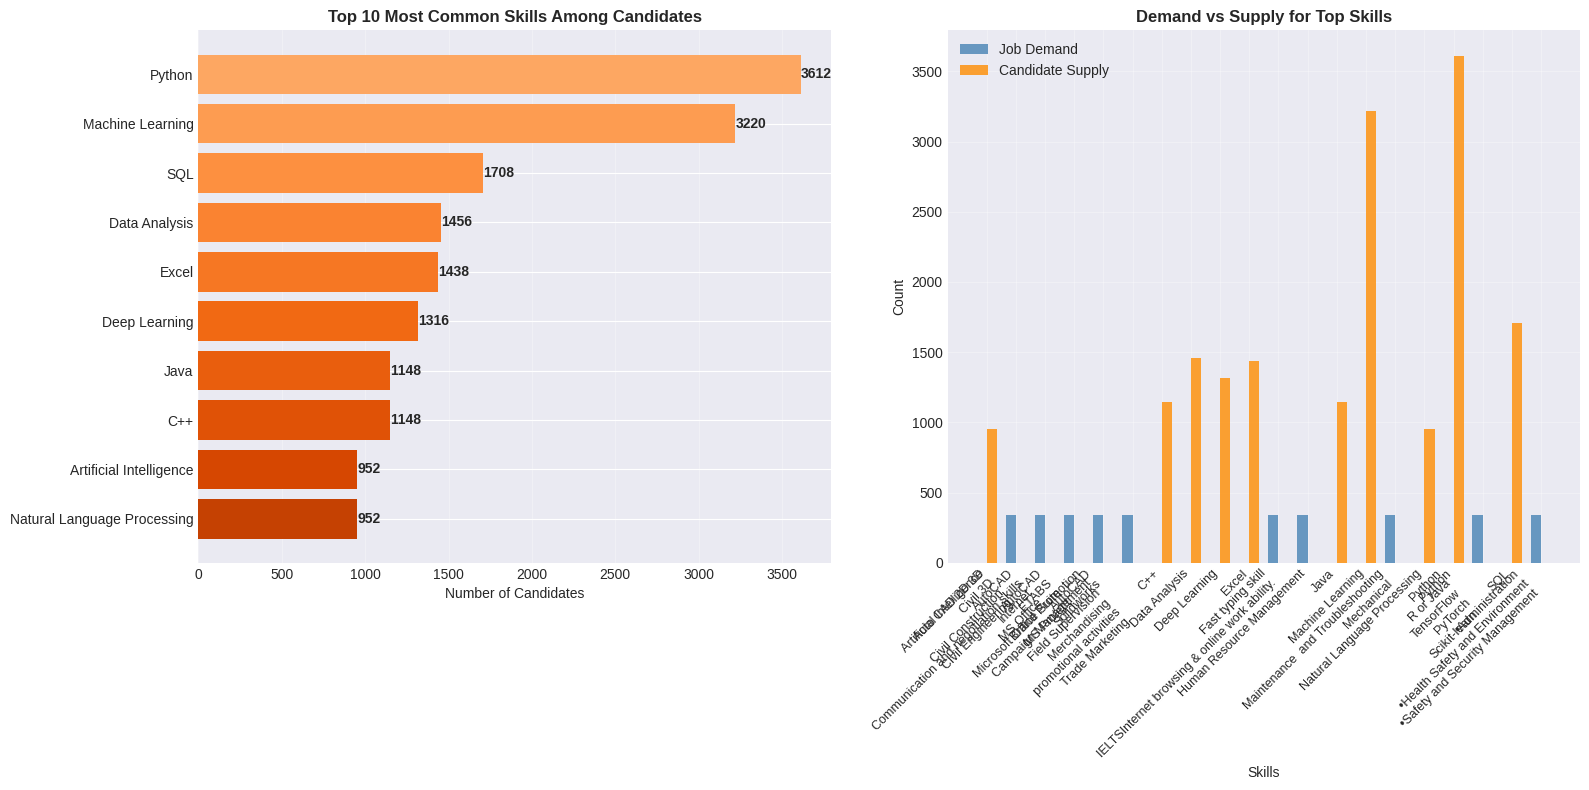 Top 10 Most Common Skills Among Candidates
Python
3612
Machine Learning
3220
SQL
1708
Data Analysis
1456
Excel
1438
Deep Learning
1316
Java
1148
C++
1148
Artificial Intelligence
952
Natural Language Processing
952
0 500 1000 1500 2000 2500 3000 3500
Number of Candidates
Demand vs Supply for Top Skills
Job Demand
Candidate Supply
3500
3000
2500
2000
1500
1000
500
0
Count
Field Supervision
Merchandising
promotional activities
Trade Marketing
C++
Data Analysis
Deep Learning
Excel
Fast typing skill
IELTSInternet browsing & online work ability
Human Resource Management
Java
Machine Learning
Maintenance and Troubleshooting
Mechanical
Natural Language Processing
Python
Python
R or Java
TensorFlow
PyTorch
Scikit-learn
SQL
•Health Safety and Environment
•Safety and Security Management
Skills